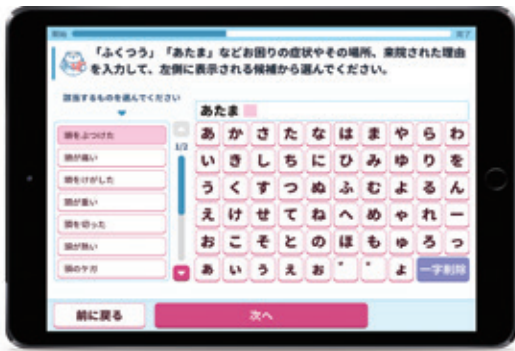 開始
完了
「ふくつう」「あたま」などお困りの症状やその場所、来院された理由
を入力して、左側に表示される候補から選んでください。
該当するものを選んでください
あたま
頭をぶつけた
頭が痛い
頭をけがした
頭が重い
頭を切った
頭が熱い
頭のケガ
1/2
あ か さ た な は ま や ら わ
い き し ち に ひ み ゆ り を
う く す つ ぬ ふ む よ る ん
え け せ て ね へ め ゃ れ ー
お こ そ と の ほ も ゅ ろ っ
ぁ ぃ ぅ ぇ ぉ ゛ ゜ ょ 一字削除
前に戻る
次へ